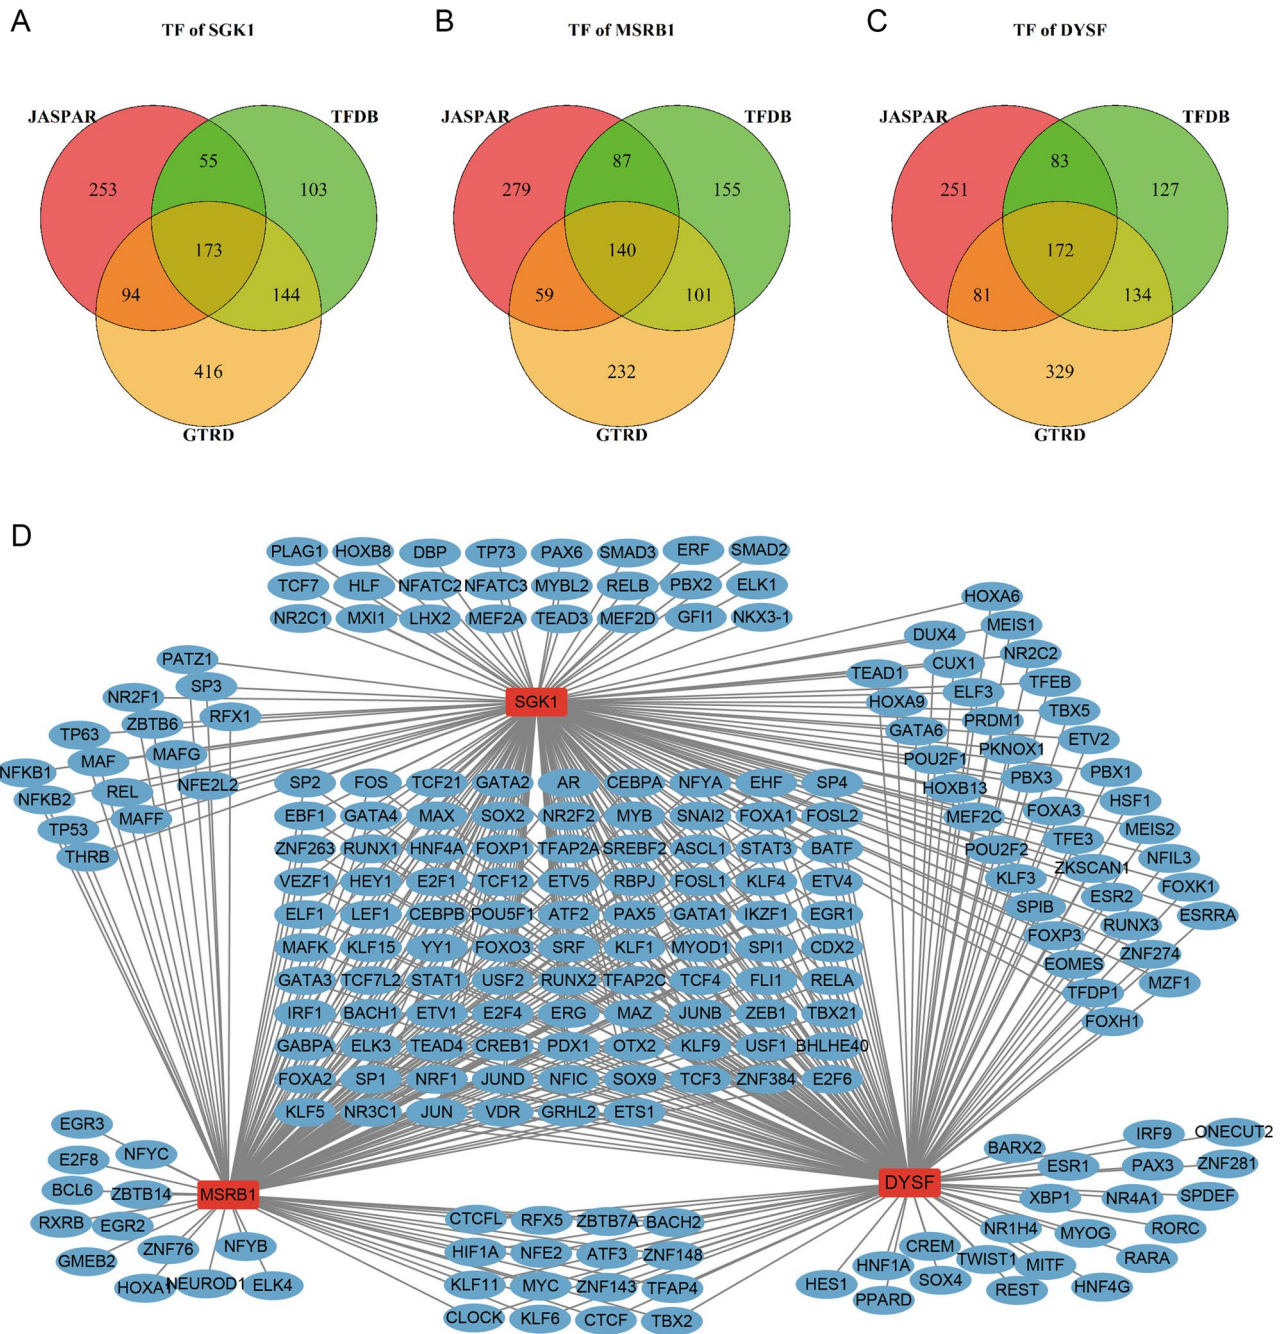 A
TF of SGK1
JASPAR
TFDB
55
253
103
173
94
144
416
GTRD
B
TF of MSRB1
JASPAR
TFDB
87
279
155
140
59
101
232
GTRD
C
TF of DYSF
JASPAR
TFDB
83
251
127
172
81
134
329
GTRD
D
PLAG1 HOXB8 DBP TP73 PAX6 SMAD3 ERF SMAD2
TCF7 HLF NFATC2 NFATC3 MYBL2 RELB PBX2 ELK1
NR2C1 MXI1 LHX2 MEF2A TEAD3 MEF2D GFI1 NKX3-1
SGK1
PATZ1
SP3
NR2F1
RFX1
ZBTB6
TP63
MAFG
MAF
NFKB1
NFE2L2
REL
NFKB2
MAFF
TP53
THRB
HOXA6
MEIS1
DUX4
NR2C2
CUX1
TEAD1
TFEB
ELF3
HOXA9
TBX5
PRDM1
GATA6
ETV2
PKNOX1
POU2F1
PBX1
PBX3
HOXB13
HSF1
FOXA3
MEF2C
MEIS2
TFE3
POU2F2
NFIL3
ZKSCAN1
KLF3
FOXK1
ESR2
SPIB
ESRRA
RUNX3
FOXP3
ZNF274
EOMES
MZF1
TFDP1
FOXH1
SP2 FOS TCF21 GATA2 AR CEBPA NFYA EHF SP4
EBF1 GATA4 MAX SOX2 NR2F2 MYB SNAI2 FOXA1 FOSL2
ZNF263 RUNX1 HNF4A FOXP1 TFAP2A SREBF2 ASCL1 STAT3 BATF
VEZF1 HEY1 E2F1 TCF12 ETV5 RBPJ FOSL1 KLF4 ETV4
ELF1 LEF1 CEBPB POU5F1 ATF2 PAX5 GATA1 IKZF1 EGR1
MAFK KLF15 YY1 FOXO3 SRF KLF1 MYOD1 SPI1 CDX2
GATA3 TCF7L2 STAT1 USF2 RUNX2 TFAP2C TCF4 FLI1 RELA
IRF1 BACH1 ETV1 E2F4 ERG MAZ JUNB ZEB1 TBX21
GABPA ELK3 TEAD4 CREB1 PDX1 OTX2 KLF9 USF1 BHLHE40
FOXA2 SP1 NRF1 JUND NFIC SOX9 TCF3 ZNF384 E2F6
KLF5 NR3C1 JUN VDR GRHL2 ETS1
MSRB1
EGR3
NFYC
E2F8
BCL6
ZBTB14
RXRB
EGR2
NFYB
ZNF76
GMEB2
HOXA1
NEUROD1
ELK4
CTCFL RFX5 ZBTB7A BACH2
HIF1A NFE2 ATF3 ZNF148
KLF11 MYC ZNF143 TFAP4
CLOCK KLF6 CTCF TBX2
DYSF
IRF9
ONECUT2
BARX2
ESR1
PAX3
ZNF281
XBP1
NR4A1
SPDEF
NR1H4
MYOG
RORC
CREM
TWIST1
RARA
HNF1A
MITF
SOX4
HES1
REST
HNF4G
PPARD